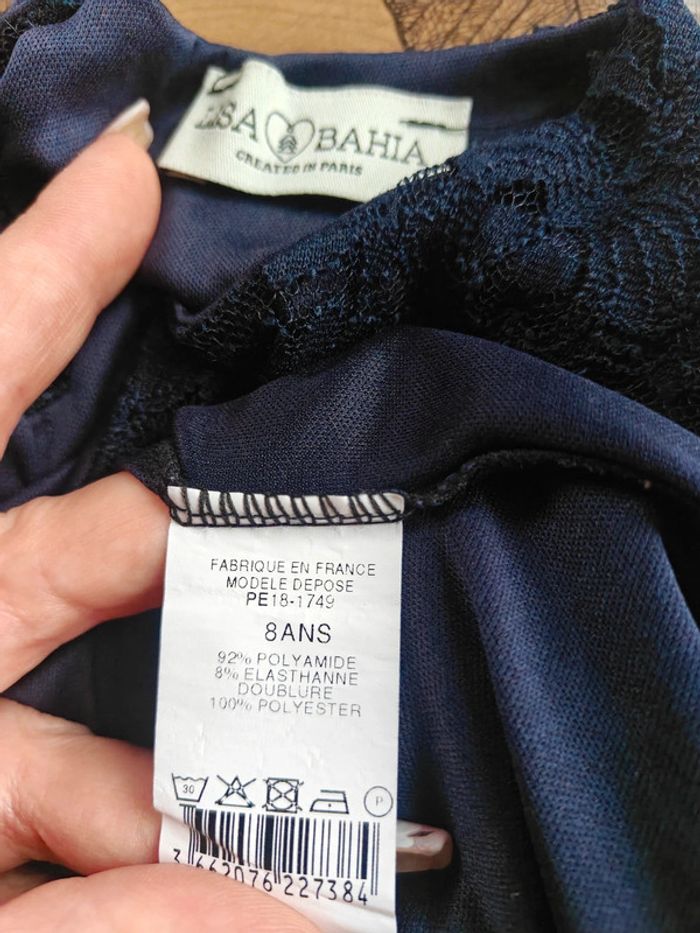 LISA BAHIA
CREATED IN PARIS
FABRIQUE EN FRANCE
MODELE DEPOSE
PE18-1749
8ANS
92% POLYAMIDE
8% ELASTHANNE
DOUBLURE
100% POLYESTER
30 P
3 662076 227384